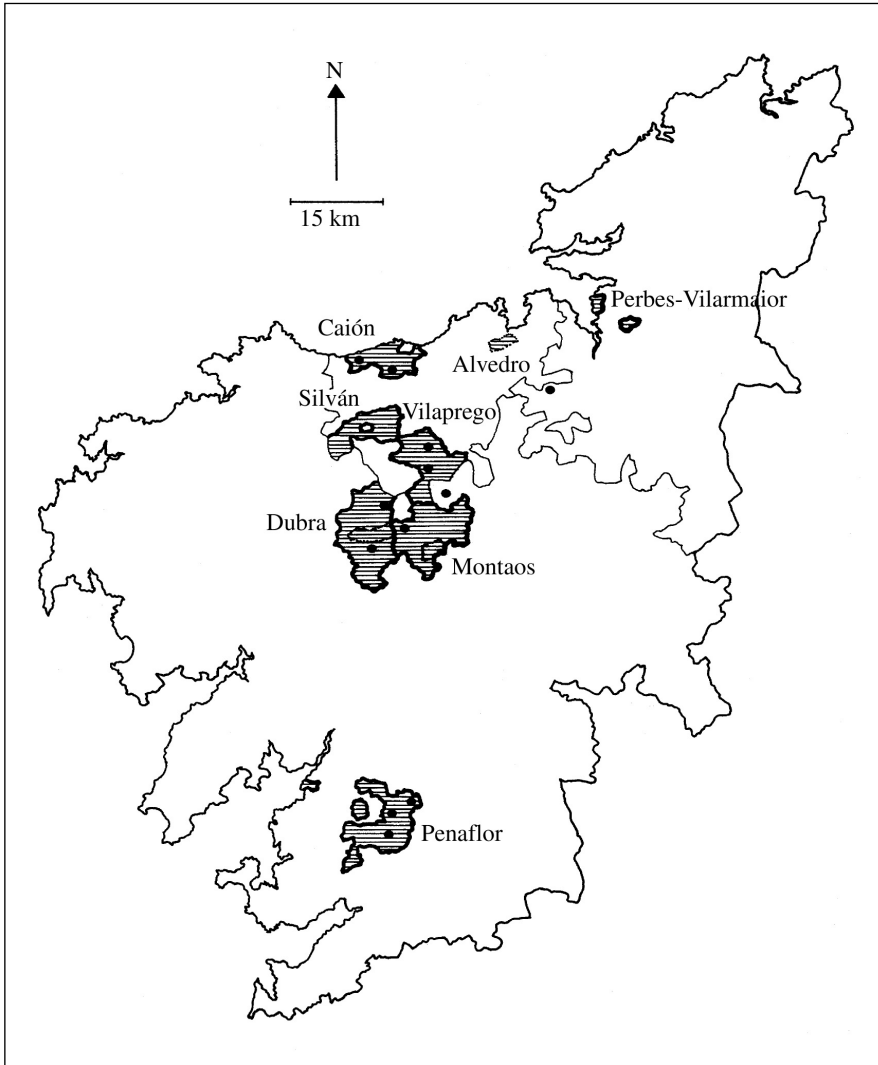 N
15 km
Perbes-Vilarmaior
Caión
Alvedro
Silván
Vilaprego
Dubra
Montaos
Penaflor